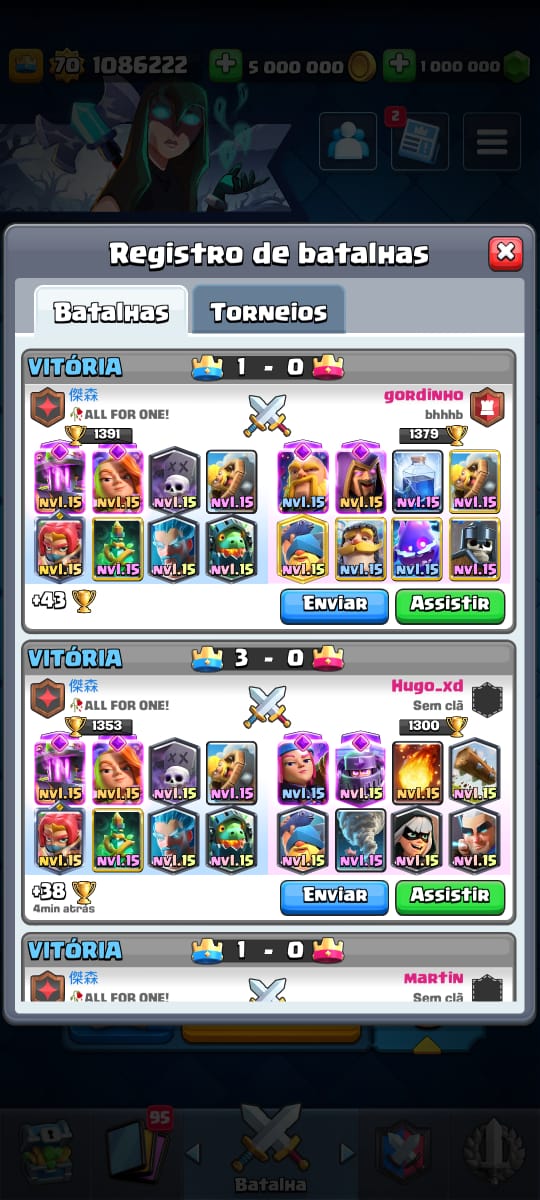 70 1086222 5 000 000 1 000 000
2
Registro de batalhas
Batalhas Torneios
VITÓRIA 1 - 0
傑森 gordinho
ALL FOR ONE! bhhhb
1391 1379
nvl.15 nvl.15 nvl.15 nvl.15 nvl.15 nvl.15 nvl.15 nvl.15
nvl.15 nvl.15 nvl.15 nvl.15 nvl.15 nvl.15 nvl.15 nvl.15
+43 Enviar Assistir
VITÓRIA 3 - 0
傑森 Hugo_xd
ALL FOR ONE! Sem clã
1353 1300
nvl.15 nvl.15 nvl.15 nvl.15 nvl.15 nvl.15 nvl.15 nvl.15
nvl.15 nvl.15 nvl.15 nvl.15 nvl.15 nvl.15 nvl.15 nvl.15
+38 Enviar Assistir
4min atrás
VITÓRIA 1 - 0
傑森 Martin
ALL FOR ONE! Sem clã
95
Batalha